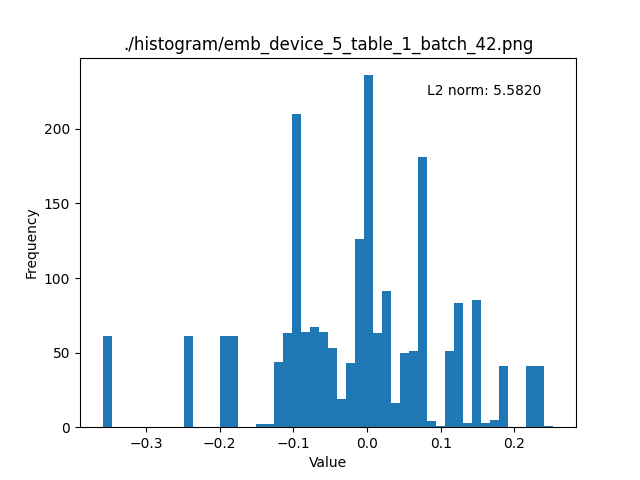 ./histogram/emb_device_5_table_1_batch_42.png
L2 norm: 5.5820
Frequency
200
150
100
50
0
−0.3 −0.2 −0.1 0.0 0.1 0.2
Value